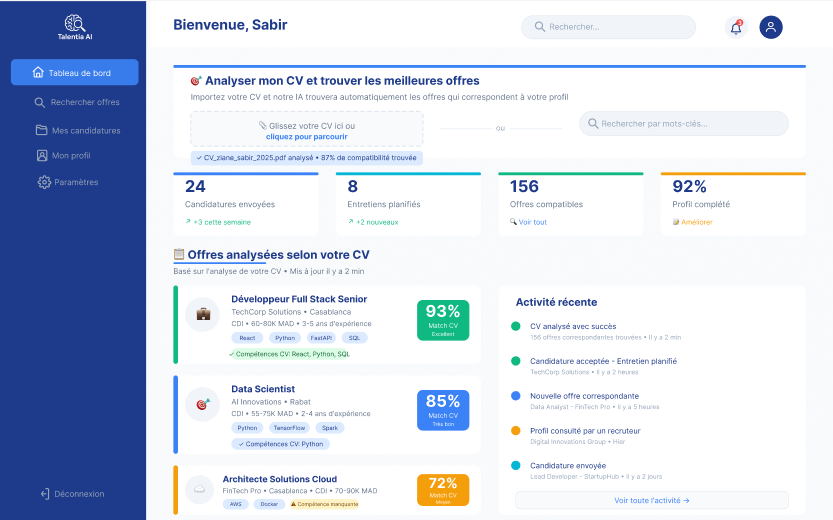 Talentia AI
Tableau de bord
Rechercher offres
Mes candidatures
Mon profil
Paramètres
Déconnexion
Bienvenue, Sabir
Rechercher...
3
Analyser mon CV et trouver les meilleures offres
Importez votre CV et notre IA trouvera automatiquement les offres qui correspondent à votre profil
Glissez votre CV ici ou
cliquez pour parcourir
ou
Rechercher par mots-clés...
✓ CV_ziane_sabir_2025.pdf analysé • 87% de compatibilité trouvée
24
Candidatures envoyées
↗ +3 cette semaine
8
Entretiens planifiés
↗ +2 nouveaux
156
Offres compatibles
Voir tout
92%
Profil complété
Améliorer
Offres analysées selon votre CV
Basé sur l'analyse de votre CV • Mis à jour il y a 2 min
Développeur Full Stack Senior
TechCorp Solutions • Casablanca
CDI • 60-80K MAD • 3-5 ans d'expérience
React Python FastAPI SQL
✓ Compétences CV: React, Python, SQL
93%
Match CV
Excellent
Data Scientist
AI Innovations • Rabat
CDI • 55-75K MAD • 2-4 ans d'expérience
Python TensorFlow Spark
✓ Compétences CV: Python
85%
Match CV
Très bon
Architecte Solutions Cloud
FinTech Pro • Casablanca • CDI • 70-90K MAD
AWS Docker ⚠ Compétence manquante
72%
Match CV
Moyen
Activité récente
CV analysé avec succès
156 offres correspondantes trouvées • Il y a 2 min
Candidature acceptée - Entretien planifié
TechCorp Solutions • Il y a 2 heures
Nouvelle offre correspondante
Data Analyst - FinTech Pro • Il y a 5 heures
Profil consulté par un recruteur
Digital Innovations Group • Hier
Candidature envoyée
Lead Developer - StartupHub • Il y a 2 jours
Voir toute l'activité →